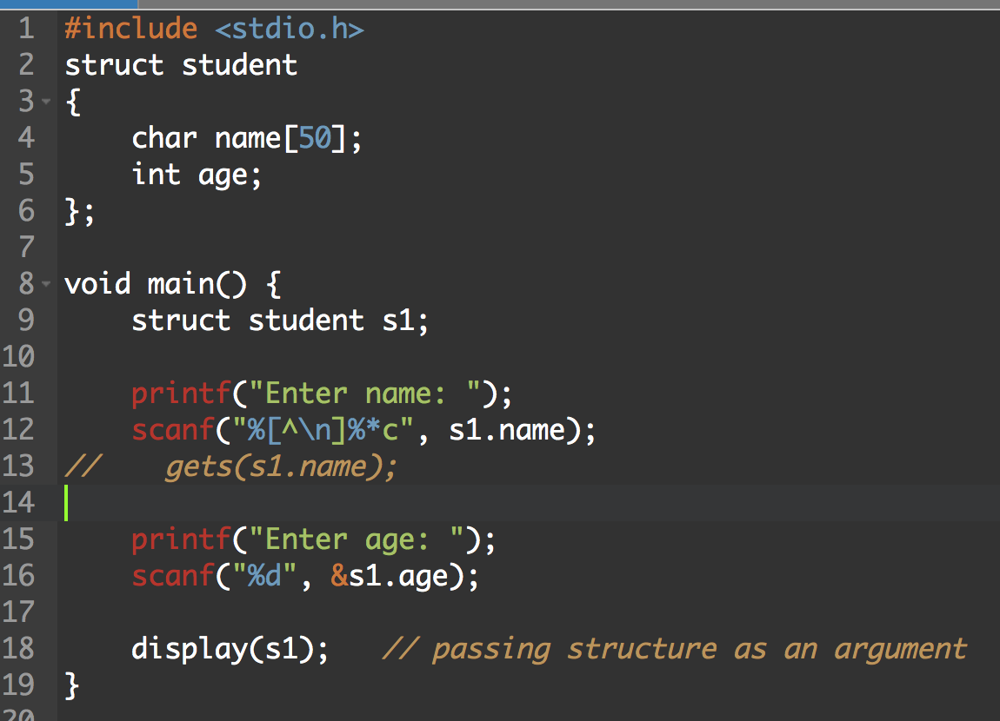 1 #include <stdio.h>
2 struct student
3 {
4     char name[50];
5     int age;
6 };
7
8 void main() {
9     struct student s1;
10
11     printf("Enter name: ");
12     scanf("%[^\n]%*c", s1.name);
13 //    gets(s1.name);
14
15     printf("Enter age: ");
16     scanf("%d", &s1.age);
17
18     display(s1);   // passing structure as an argument
19 }
20